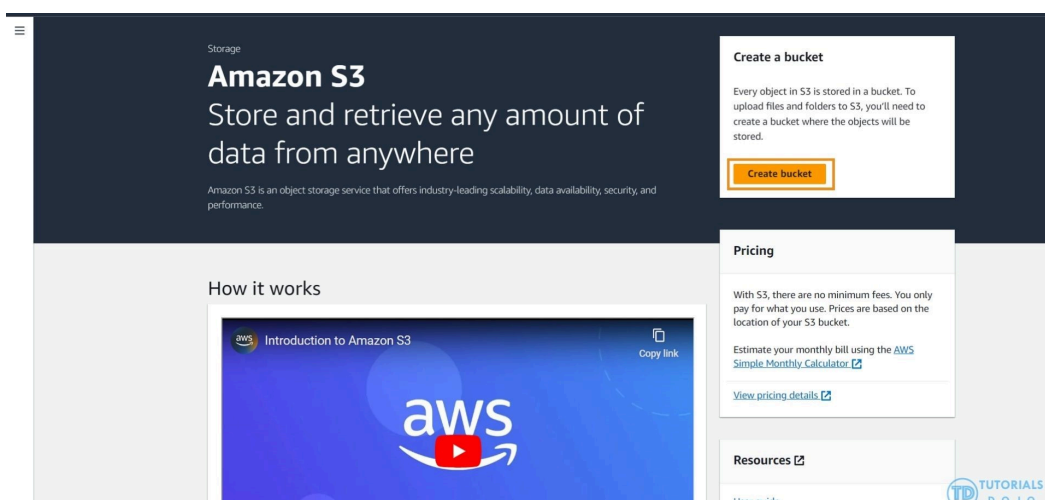 Storage
Amazon S3
Store and retrieve any amount of
data from anywhere
Amazon S3 is an object storage service that offers industry-leading scalability, data availability, security, and
performance.
Create a bucket
Every object in S3 is stored in a bucket. To
upload files and folders to S3, you'll need to
create a bucket where the objects will be
stored.
Create bucket
How it works
aws
Introduction to Amazon S3
Copy link
aws
Pricing
With S3, there are no minimum fees. You only
pay for what you use. Prices are based on the
location of your S3 bucket.
Estimate your monthly bill using the AWS
Simple Monthly Calculator
View pricing details
Resources
TD TUTORIALS